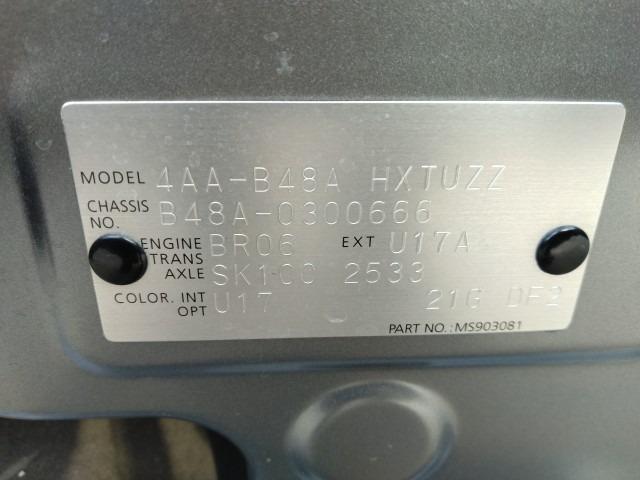 MODEL 4AA-B48A HXTUZZ
CHASSIS NO. B48A-0300666
ENGINE BR06 EXT U17A
TRANS AXLE SK1-CC 2533
COLOR. INT OPT U17 21G DF2
PART NO.: MS903081